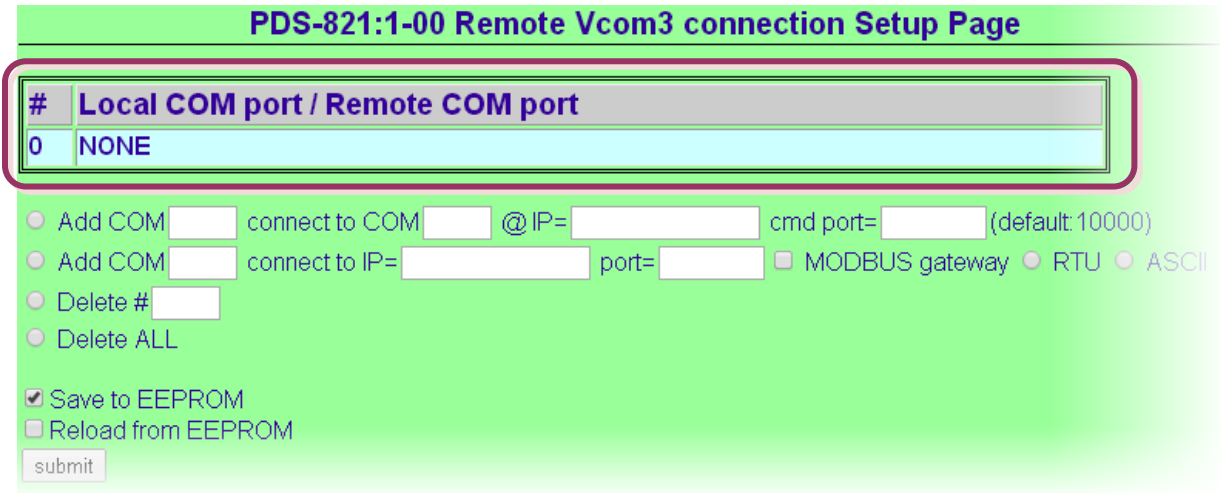 PDS-821:1-00 Remote Vcom3 connection Setup Page
# Local COM port / Remote COM port
0 NONE
Add COM connect to COM @ IP= cmd port= (default:10000)
Add COM connect to IP= port= MODBUS gateway RTU ASCII
Delete #
Delete ALL
Save to EEPROM
Reload from EEPROM
submit